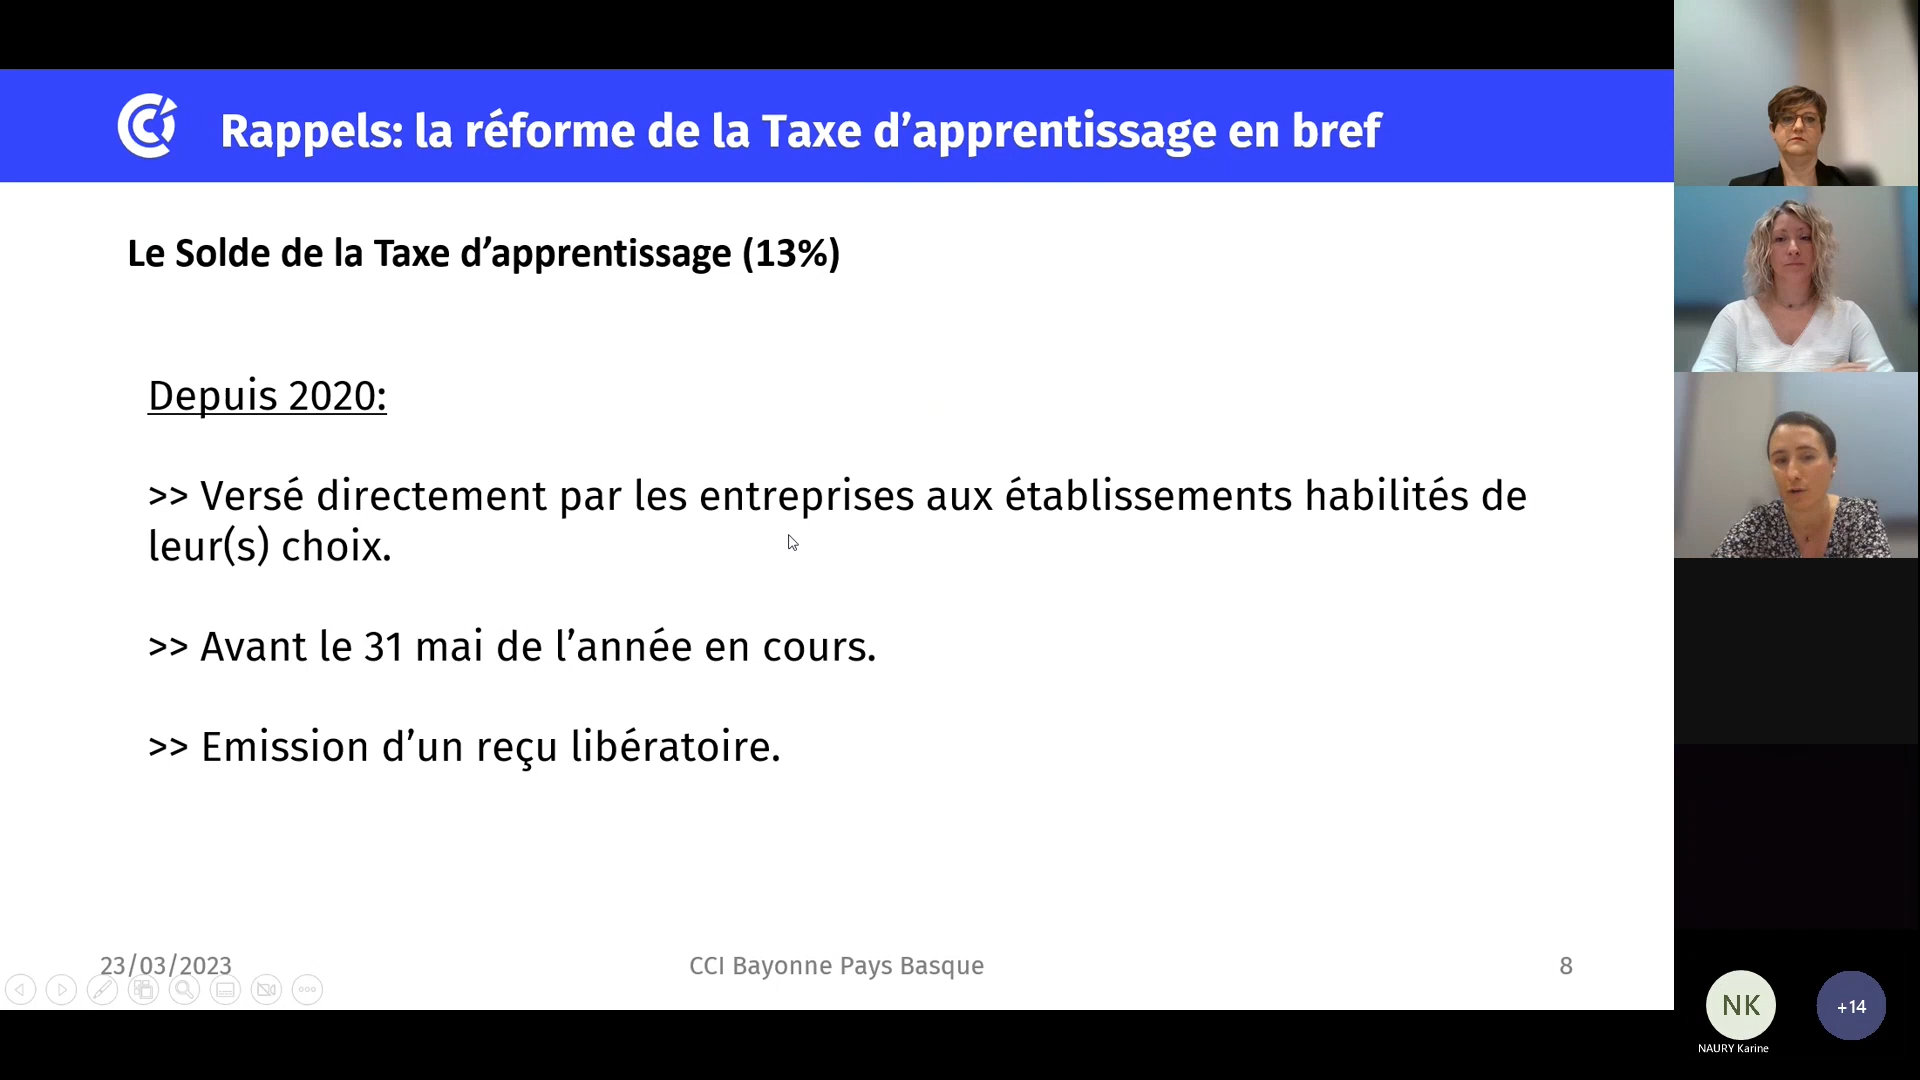 Rappels: la réforme de la Taxe d’apprentissage en bref
Le Solde de la Taxe d’apprentissage (13%)
Depuis 2020:
>> Versé directement par les entreprises aux établissements habilités de
leur(s) choix.
>> Avant le 31 mai de l’année en cours.
>> Emission d’un reçu libératoire.
23/03/2023
CCI Bayonne Pays Basque
8
NK
+14
NAURY Karine